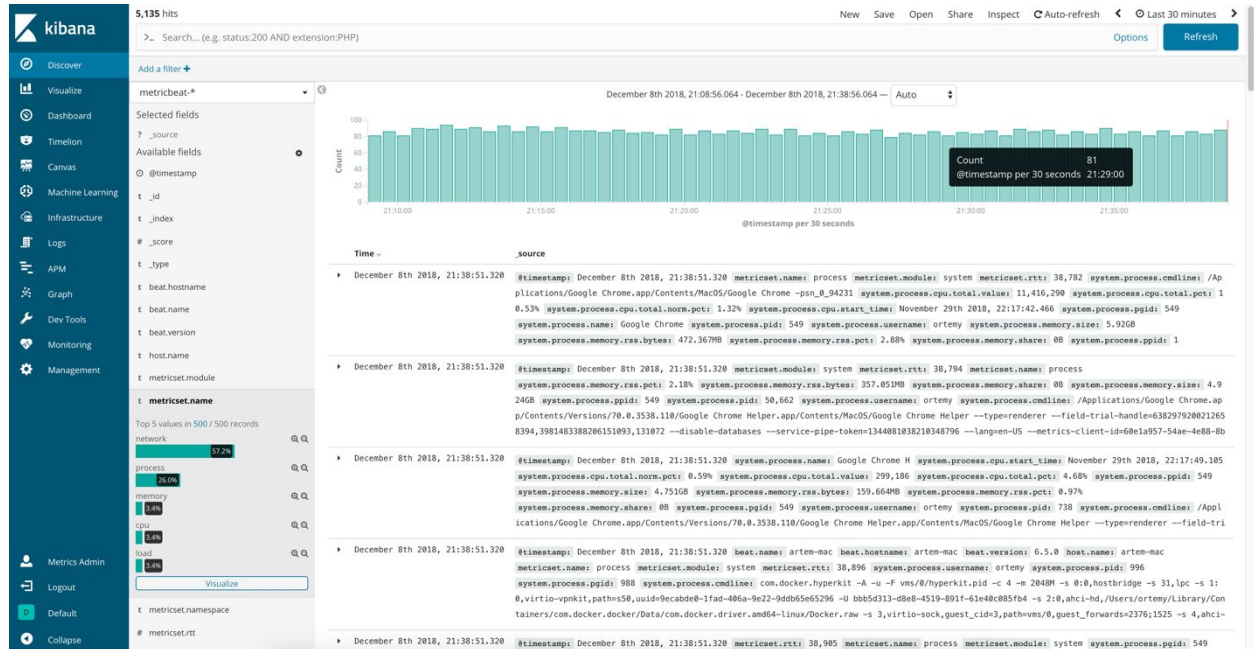 kibana
Discover
Visualize
Dashboard
Timelion
Canvas
Machine Learning
Infrastructure
Logs
APM
Graph
Dev Tools
Monitoring
Management
Metrics Admin
Logout
D Default
Collapse
5,135 hits
New Save Open Share Inspect Auto-refresh Last 30 minutes
>_ Search... (e.g. status:200 AND extension:PHP) Options Refresh
Add a filter +
metricbeat-*
Selected fields
? _source
Available fields
@timestamp
t _id
t _index
# _score
t _type
t beat.hostname
t beat.name
t beat.version
t host.name
t metricset.module
t metricset.name
Top 5 values in 500 / 500 records
network
57.2%
process
26.0%
memory
3.4%
cpu
3.4%
load
3.4%
Visualize
t metricset.namespace
# metricset.rtt
December 8th 2018, 21:08:56.064 - December 8th 2018, 21:38:56.064 — Auto
100
80
60
40
20
0
Count
21:10:00 21:15:00 21:20:00 21:25:00 21:30:00 21:35:00
@timestamp per 30 seconds
Count 81
@timestamp per 30 seconds 21:29:00
Time _source
December 8th 2018, 21:38:51.320 @timestamp: December 8th 2018, 21:38:51.320 metricset.name: process metricset.module: system metricset.rtt: 38,782 system.process.cmdline: /Ap
plications/Google Chrome.app/Contents/MacOS/Google Chrome -psn_0_94231 system.process.cpu.total.value: 11,416,290 system.process.cpu.total.pct: 1
0.53% system.process.cpu.total.norm.pct: 1.32% system.process.cpu.start_time: November 29th 2018, 22:17:42.466 system.process.pgid: 549
system.process.name: Google Chrome system.process.pid: 549 system.process.username: ortemy system.process.memory.size: 5.92GB
system.process.memory.rss.bytes: 472.367MB system.process.memory.rss.pct: 2.88% system.process.memory.share: 0B system.process.ppid: 1
December 8th 2018, 21:38:51.320 @timestamp: December 8th 2018, 21:38:51.320 metricset.module: system metricset.rtt: 38,794 metricset.name: process
system.process.memory.rss.pct: 2.18% system.process.memory.rss.bytes: 357.051MB system.process.memory.share: 0B system.process.memory.size: 4.9
24GB system.process.ppid: 549 system.process.pid: 50,662 system.process.username: ortemy system.process.cmdline: /Applications/Google Chrome.ap
p/Contents/Versions/70.0.3538.110/Google Chrome Helper.app/Contents/MacOS/Google Chrome Helper --type=renderer --field-trial-handle=638297920021265
8394,3981483388206151093,131072 --disable-databases --service-pipe-token=1344081038210348796 --lang=en-US --metrics-client-id=60e1a957-54ae-4e88-8b
December 8th 2018, 21:38:51.320 @timestamp: December 8th 2018, 21:38:51.320 system.process.name: Google Chrome H system.process.cpu.start_time: November 29th 2018, 22:17:49.105
system.process.cpu.total.norm.pct: 0.59% system.process.cpu.total.value: 299,186 system.process.cpu.total.pct: 4.68% system.process.ppid: 549
system.process.memory.size: 4.751GB system.process.memory.rss.bytes: 159.664MB system.process.memory.rss.pct: 0.97%
system.process.memory.share: 0B system.process.pgid: 549 system.process.username: ortemy system.process.pid: 738 system.process.cmdline: /Appl
ications/Google Chrome.app/Contents/Versions/70.0.3538.110/Google Chrome Helper.app/Contents/MacOS/Google Chrome Helper --type=renderer --field-tri
December 8th 2018, 21:38:51.320 @timestamp: December 8th 2018, 21:38:51.320 beat.name: artem-mac beat.hostname: artem-mac beat.version: 6.5.0 host.name: artem-mac
metricset.name: process metricset.module: system metricset.rtt: 38,896 system.process.username: ortemy system.process.pid: 996
system.process.pgid: 988 system.process.cmdline: com.docker.hyperkit -A -u -F vms/0/hyperkit.pid -c 4 -m 2048M -s 0:0,hostbridge -s 31,lpc -s 1:
0,virtio-vpnkit,path=s50,uuid=9ecabde0-1fad-406a-9e22-9ddb65e65296 -U bbb5d313-d8e8-4519-891f-61e40c085fb4 -s 2:0,ahci-hd,/Users/ortemy/Library/Con
tainers/com.docker.docker/Data/com.docker.driver.amd64-linux/Docker.raw -s 3,virtio-sock,guest_cid=3,path=vms/0,guest_forwards=2376;1525 -s 4,ahci-
December 8th 2018, 21:38:51.320 @timestamp: December 8th 2018, 21:38:51.320 metricset.rtt: 38,905 metricset.name: process metricset.module: system system.process.pgid: 549